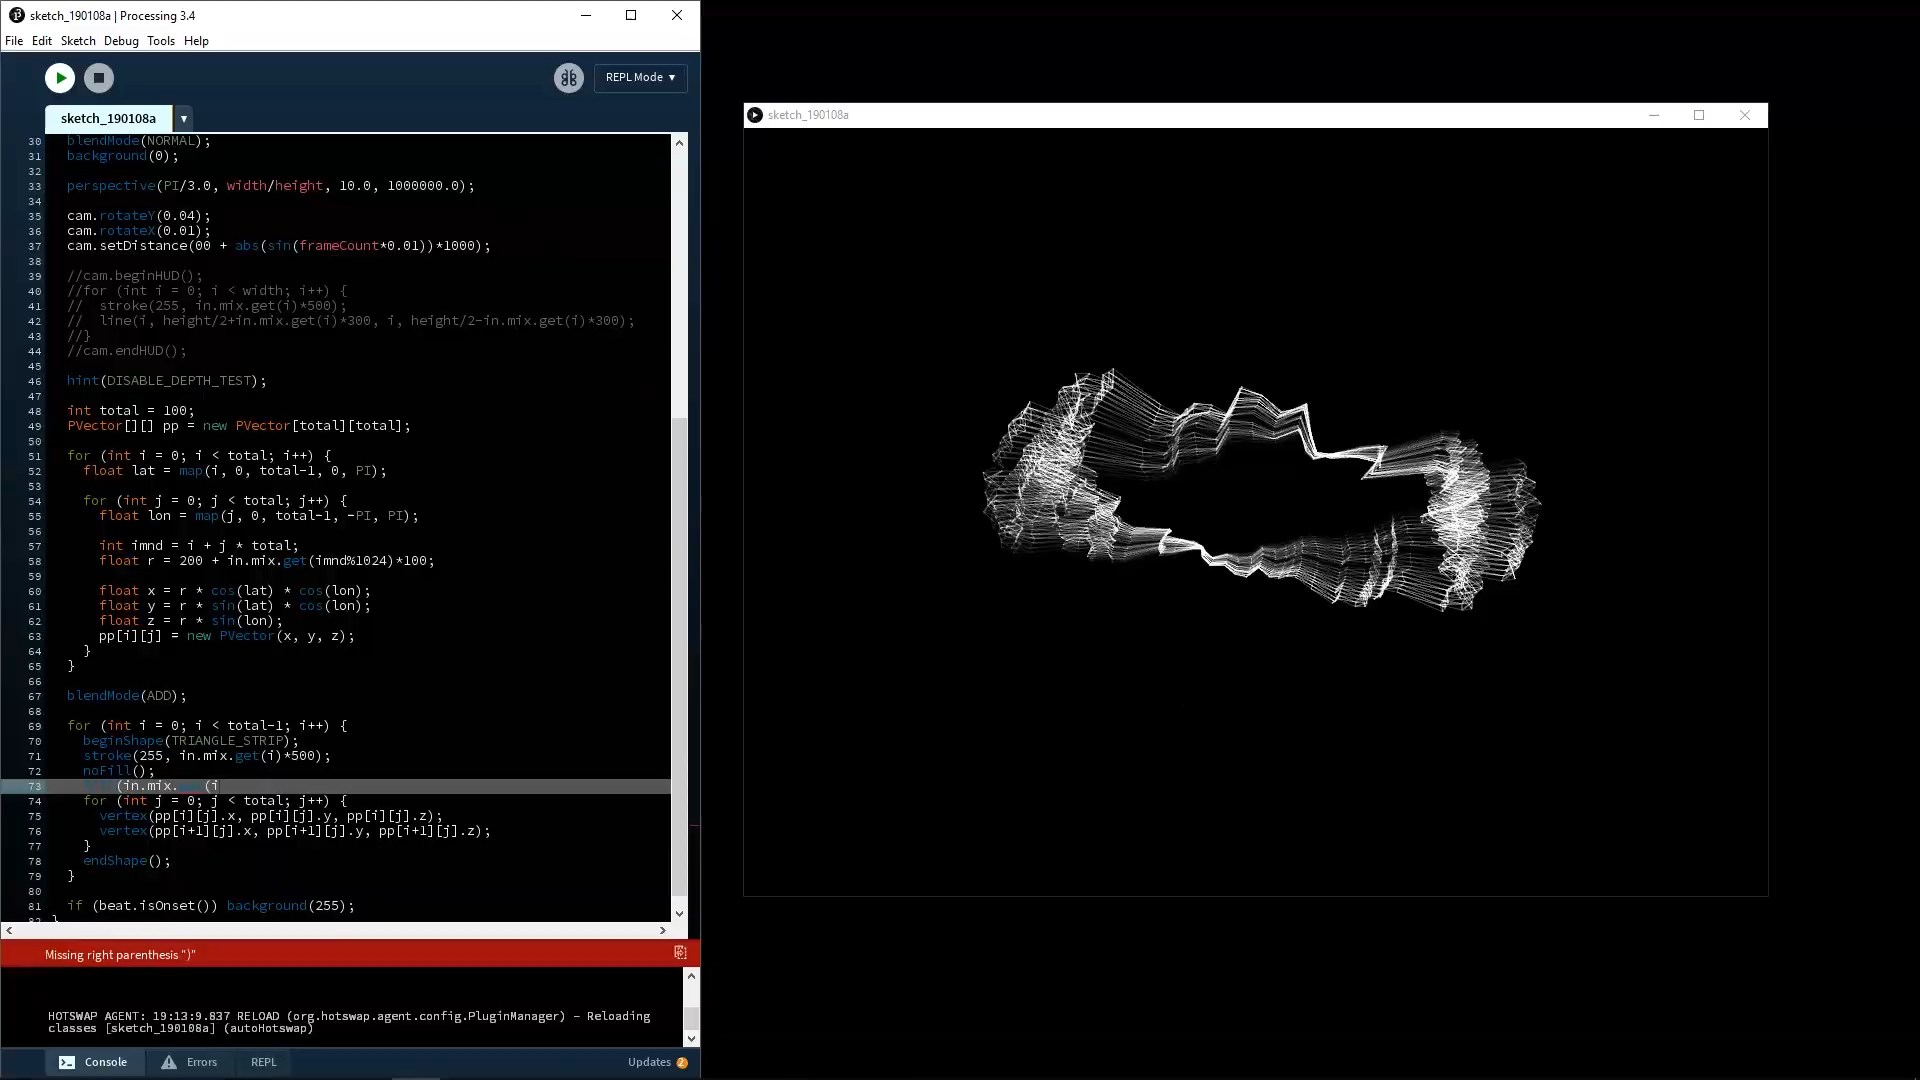 sketch_190108a | Processing 3.4
File Edit Sketch Debug Tools Help
REPL Mode
sketch_190108a
30 blendMode(NORMAL);
31 background(0);
32
33 perspective(PI/3.0, width/height, 10.0, 1000000.0);
34
35 cam.rotateY(0.04);
36 cam.rotateX(0.01);
37 cam.setDistance(00 + abs(sin(frameCount*0.01))*1000);
38
39 //cam.beginHUD();
40 //for (int i = 0; i < width; i++) {
41 //  stroke(255, in.mix.get(i)*500);
42 //  line(i, height/2+in.mix.get(i)*300, i, height/2-in.mix.get(i)*300);
43 //}
44 //cam.endHUD();
45
46 hint(DISABLE_DEPTH_TEST);
47
48 int total = 100;
49 PVector[][] pp = new PVector[total][total];
50
51 for (int i = 0; i < total; i++) {
52 float lat = map(i, 0, total-1, 0, PI);
53
54 for (int j = 0; j < total; j++) {
55 float lon = map(j, 0, total-1, -PI, PI);
56
57 int imnd = i + j * total;
58 float r = 200 + in.mix.get(imnd%1024)*100;
59
60 float x = r * cos(lat) * cos(lon);
61 float y = r * sin(lat) * cos(lon);
62 float z = r * sin(lon);
63 pp[i][j] = new PVector(x, y, z);
64 }
65 }
66
67 blendMode(ADD);
68
69 for (int i = 0; i < total-1; i++) {
70 beginShape(TRIANGLE_STRIP);
71 stroke(255, in.mix.get(i)*500);
72 noFill();
73 (in.mix. (i
74 for (int j = 0; j < total; j++) {
75 vertex(pp[i][j].x, pp[i][j].y, pp[i][j].z);
76 vertex(pp[i+1][j].x, pp[i+1][j].y, pp[i+1][j].z);
77 }
78 endShape();
79 }
80
81 if (beat.isOnset()) background(255);
82 }
Missing right parenthesis ")"
HOTSWAP AGENT: 19:13:9.837 RELOAD (org.hotswap.agent.config.PluginManager) - Reloading
classes [sketch_190108a] (autoHotswap)
Console Errors REPL Updates 2
sketch_190108a